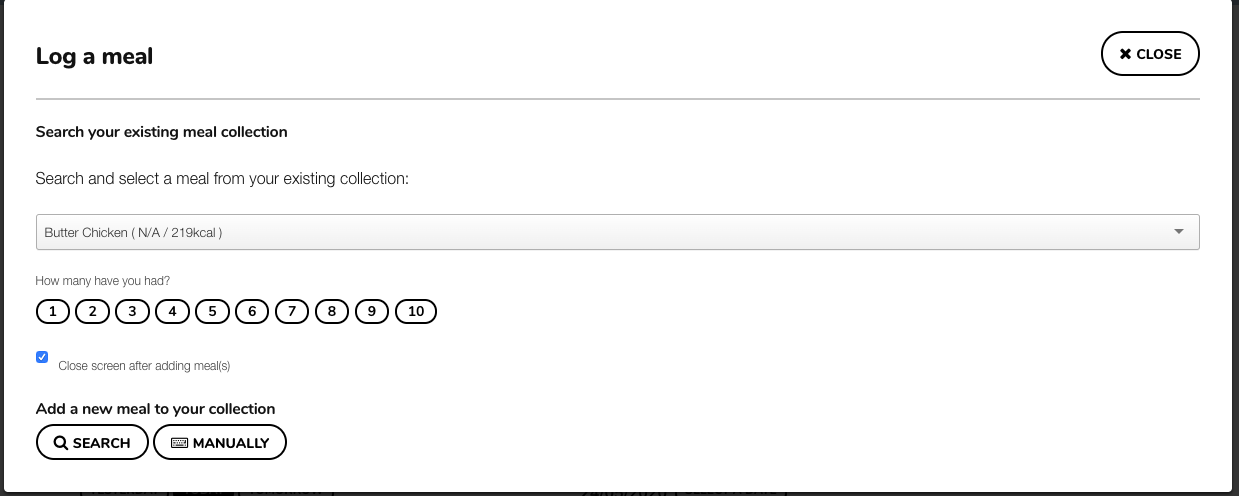 Log a meal
✖ CLOSE
Search your existing meal collection
Search and select a meal from your existing collection:
Butter Chicken ( N/A / 219kcal )
How many have you had?
1 2 3 4 5 6 7 8 9 10
Close screen after adding meal(s)
Add a new meal to your collection
SEARCH MANUALLY